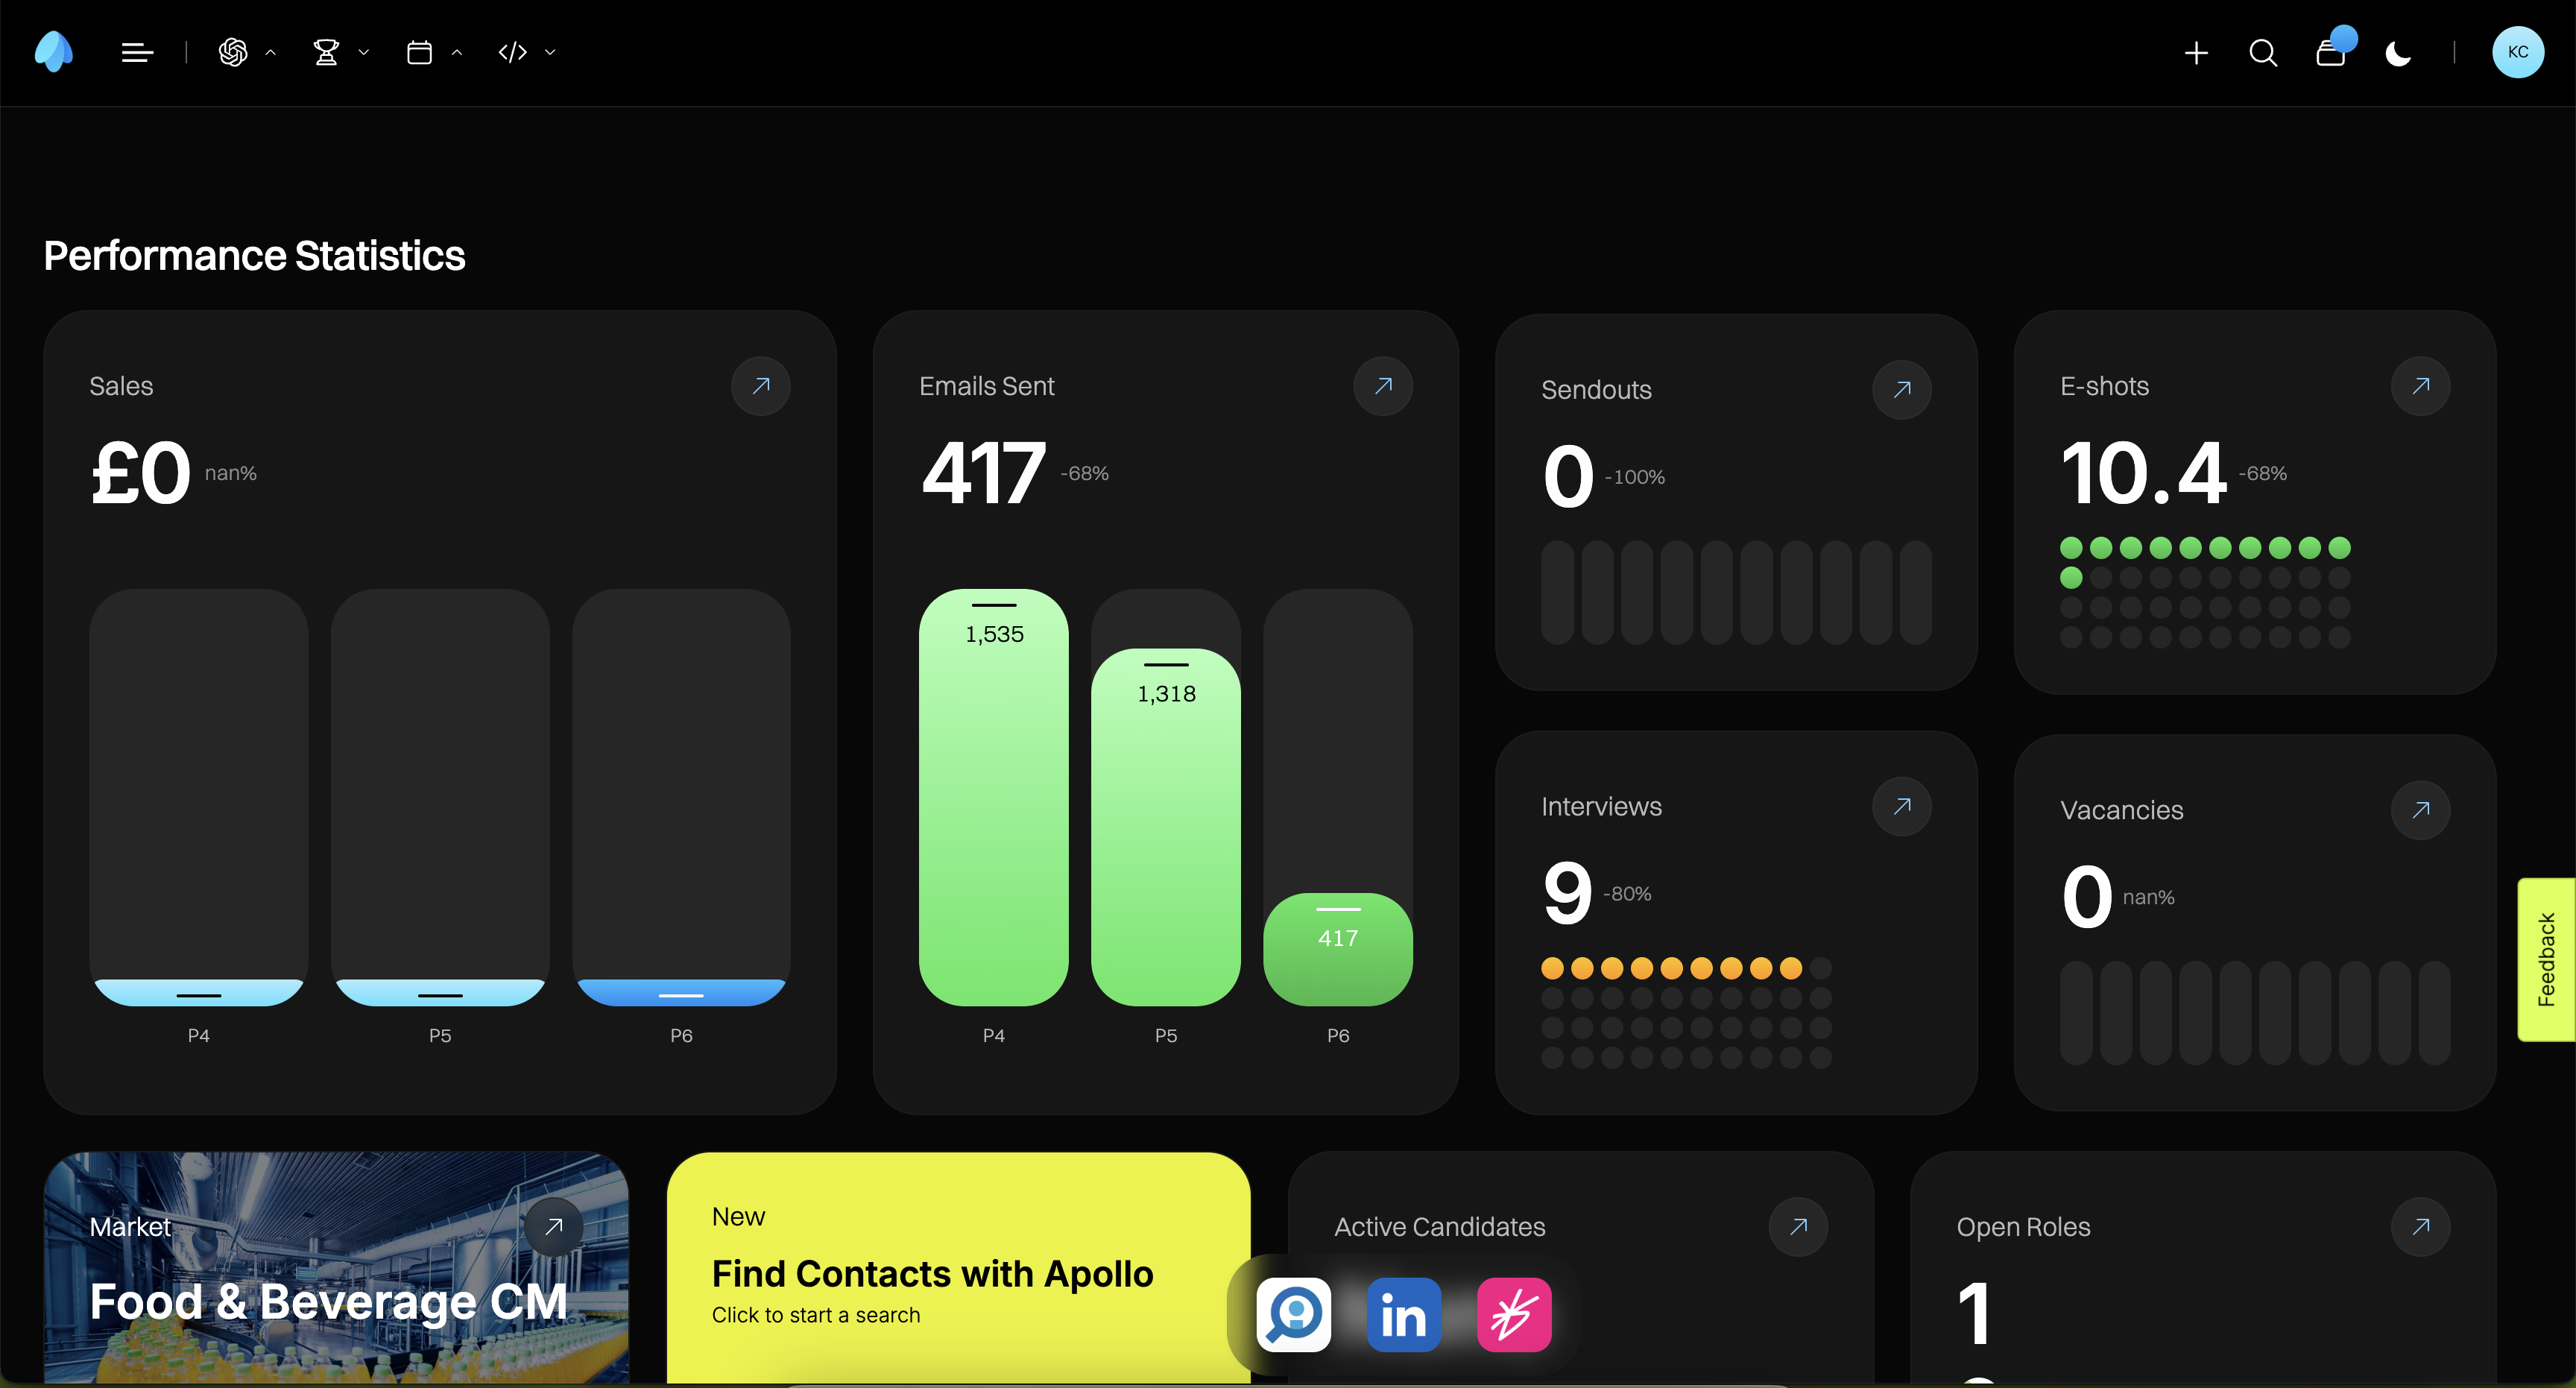 KC
Performance Statistics
Sales
£0 nan%
P4
P5
P6
Emails Sent
417 -68%
1,535
1,318
417
P4
P5
P6
Sendouts
0 -100%
E-shots
10.4 -68%
Interviews
9 -80%
Vacancies
0 nan%
Feedback
Market
Food & Beverage CM
New
Find Contacts with Apollo
Click to start a search
Active Candidates
in
Open Roles
1